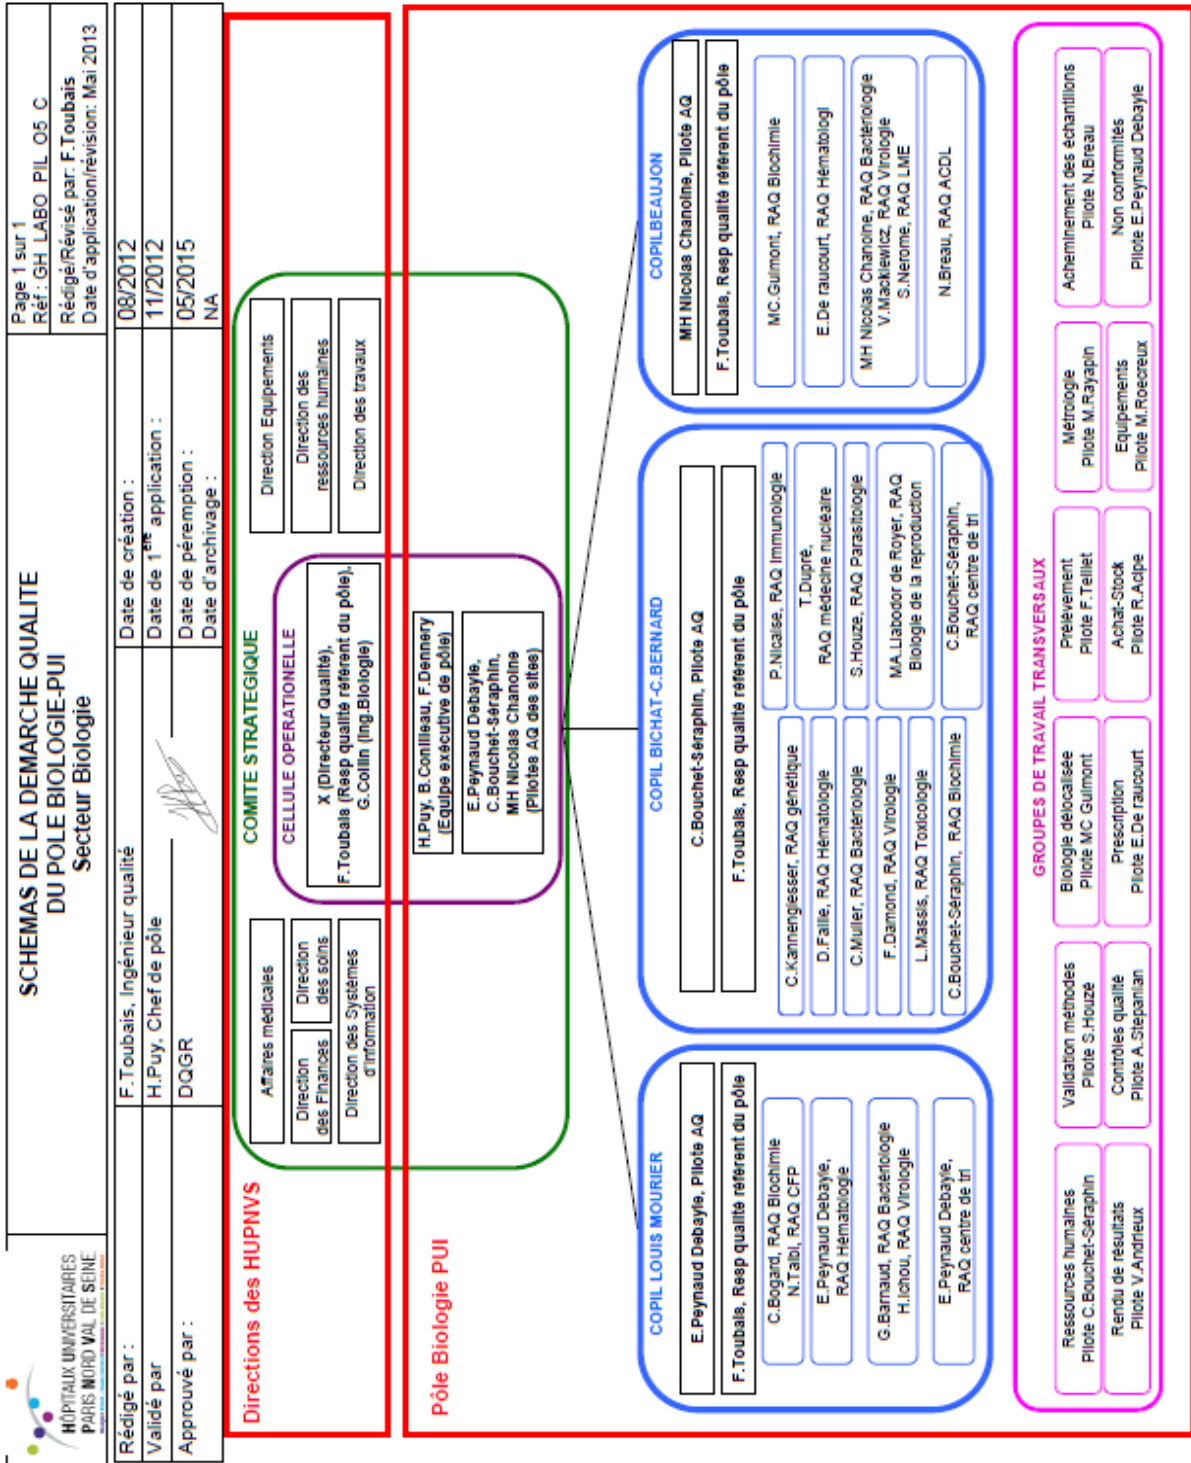 HÔPITAUX UNIVERSITAIRES
PARIS NORD VAL DE SEINE
SCHEMAS DE LA DEMARCHE QUALITE
DU POLE BIOLOGIE-PUI
Secteur Biologie
Page 1 sur 1
Réf : GH LABO PIL 05 C
Rédigé/Révisé par: F.Toubais
Date d'application/révision: Mai 2013
Rédigé par :
F.Toubais, Ingénieur qualité
Date de création :
08/2012
Validé par
H.Puy, Chef de pôle
Date de 1ère application :
11/2012
Approuvé par :
DQGR
Date de péremption :
05/2015
Date d'archivage :
NA
Directions des HUPNVS
COMITE STRATEGIQUE
Affaires médicales
Direction
des Finances
Direction
des soins
Direction des Systèmes
d'Information
CELLULE OPERATIONELLE
X (Directeur Qualité),
F.Toubais (Resp qualité référent du pôle),
G.Collin (Ing.Biologie)
Direction Equipements
Direction des
ressources humaines
Direction des travaux
Pôle Biologie PUI
H.Puy, B.Conilleau, F.Dennery
(Equipe exécutive de pôle)
E.Peynaud Debayle,
C.Bouchet-Séraphin,
MH Nicolas Chanoine
(Pilotes AQ des sites)
COPIL LOUIS MOURIER
E.Peynaud Debayle, Pilote AQ
F.Toubais, Resp qualité référent du pôle
C.Bogard, RAQ Biochimie
N.Taibi, RAQ CFP
E.Peynaud Debayle,
RAQ Hématologie
G.Barnaud, RAQ Bactériologie
H.Ichou, RAQ Virologie
E.Peynaud Debayle,
RAQ centre de tri
COPIL BICHAT-C.BERNARD
C.Bouchet-Séraphin, Pilote AQ
F.Toubais, Resp qualité référent du pôle
C.Kannengiesser, RAQ génétique
D.Faille, RAQ Hématologie
C.Muller, RAQ Bactériologie
F.Damond, RAQ Virologie
L.Massis, RAQ Toxicologie
C.Bouchet-Séraphin, RAQ Biochimie
P.Nicaise, RAQ Immunologie
T.Dupré,
RAQ médecine nucléaire
S.Houze, RAQ Parasitologie
MA.Llabodor de Royer, RAQ
Biologie de la reproduction
C.Bouchet-Séraphin,
RAQ centre de tri
COPILBEAUJON
MH Nicolas Chanoine, Pilote AQ
F.Toubais, Resp qualité référent du pôle
MC.Guimont, RAQ Biochimie
E.De raucourt, RAQ Hématologi
MH Nicolas Chanoine, RAQ Bactériologie
V.Mackiewicz, RAQ Virologie
S.Nerome, RAQ LME
N.Breau, RAQ ACDL
GROUPES DE TRAVAIL TRANSVERSAUX
Ressources humaines
Pilote C.Bouchet-Séraphin
Validation méthodes
Pilote S.Houzé
Biologie délocalisée
Pilote MC Guimont
Prélèvement
Pilote F.Telliet
Métrologie
Pilote M.Rayapin
Acheminement des échantillons
Pilote N.Breau
Rendu de résultats
Pilote V.Andrieux
Contrôles qualité
Pilote A.Stepanian
Prescription
Pilote E.De raucourt
Achat-Stock
Pilote R.Acipe
Equipements
Pilote M.Roecreux
Non conformités
Pilote E.Peynaud Debayle